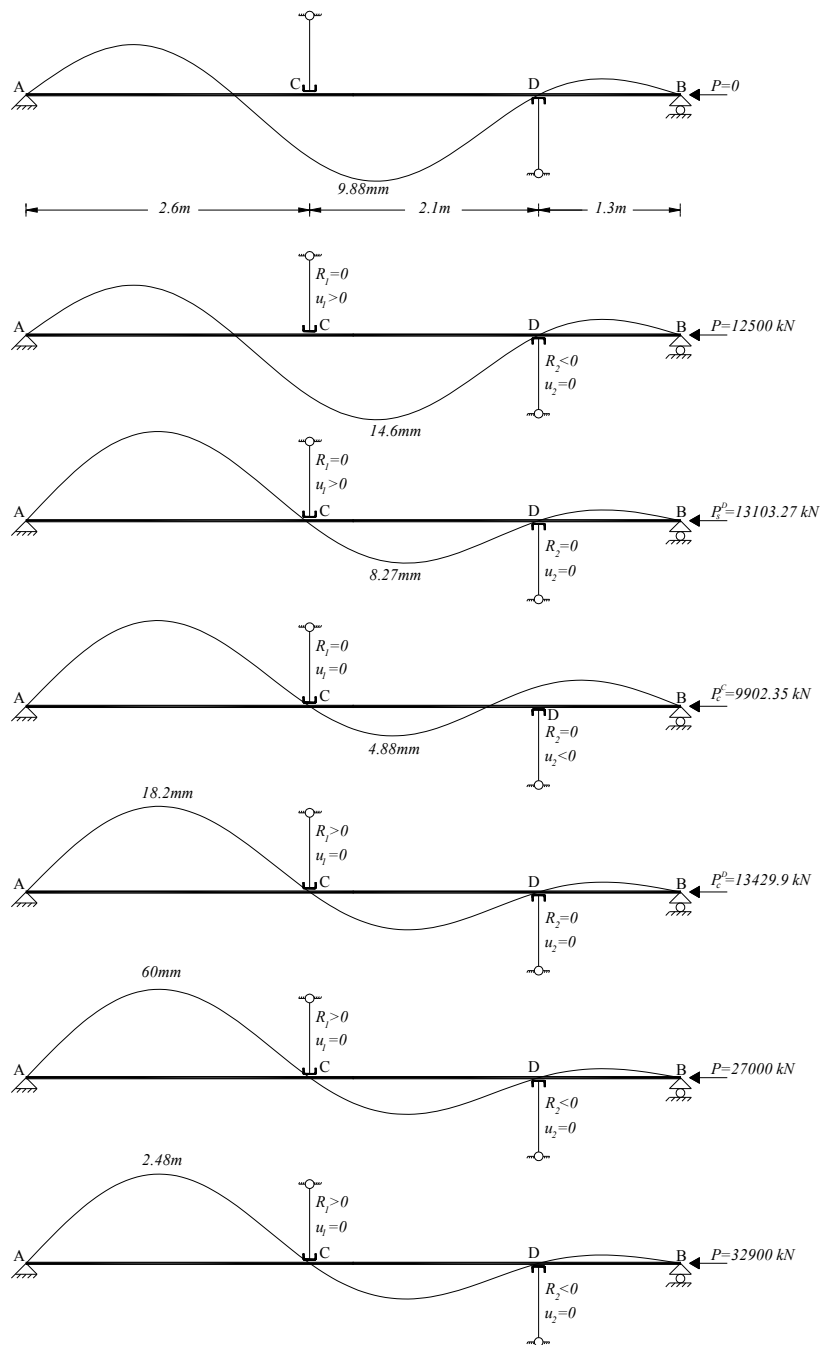 A C D B P=0
9.88mm
2.6m 2.1m 1.3m
R₁=0
u₁>0
A C D B P=12500 kN
R₂<0
u₂=0
14.6mm
R₁=0
u₁>0
A C D B Pₛᴰ=13103.27 kN
R₂=0
u₂=0
8.27mm
R₁=0
u₁=0
A C B P_c^C=9902.35 kN
D
R₂=0
u₂<0
4.88mm
18.2mm
R₁>0
u₁=0
A C D B P_c^D=13429.9 kN
R₂=0
u₂=0
60mm
R₁>0
u₁=0
A C D B P=27000 kN
R₂<0
u₂=0
2.48m
R₁>0
u₁=0
A C D B P=32900 kN
R₂<0
u₂=0